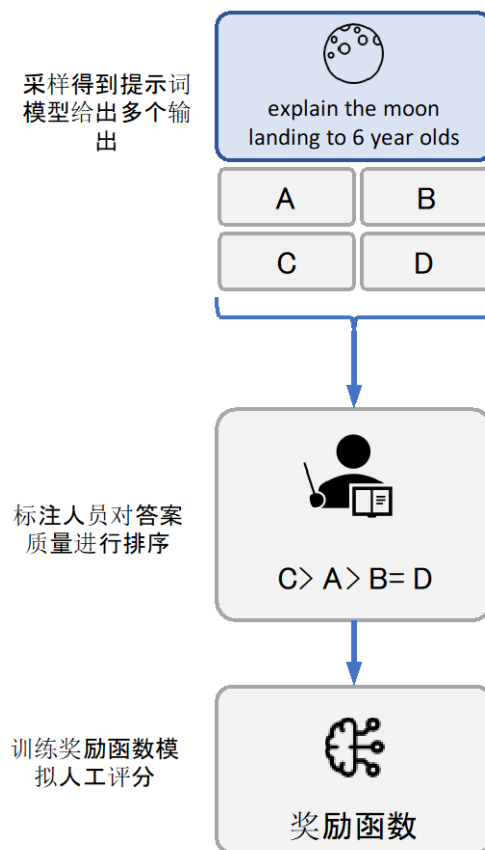 采样得到提示词
模型给出多个输
出
explain the moon
landing to 6 year olds
A
B
C
D
标注人员对答案
质量进行排序
C> A> B= D
训练奖励函数模
拟人工评分
奖励函数